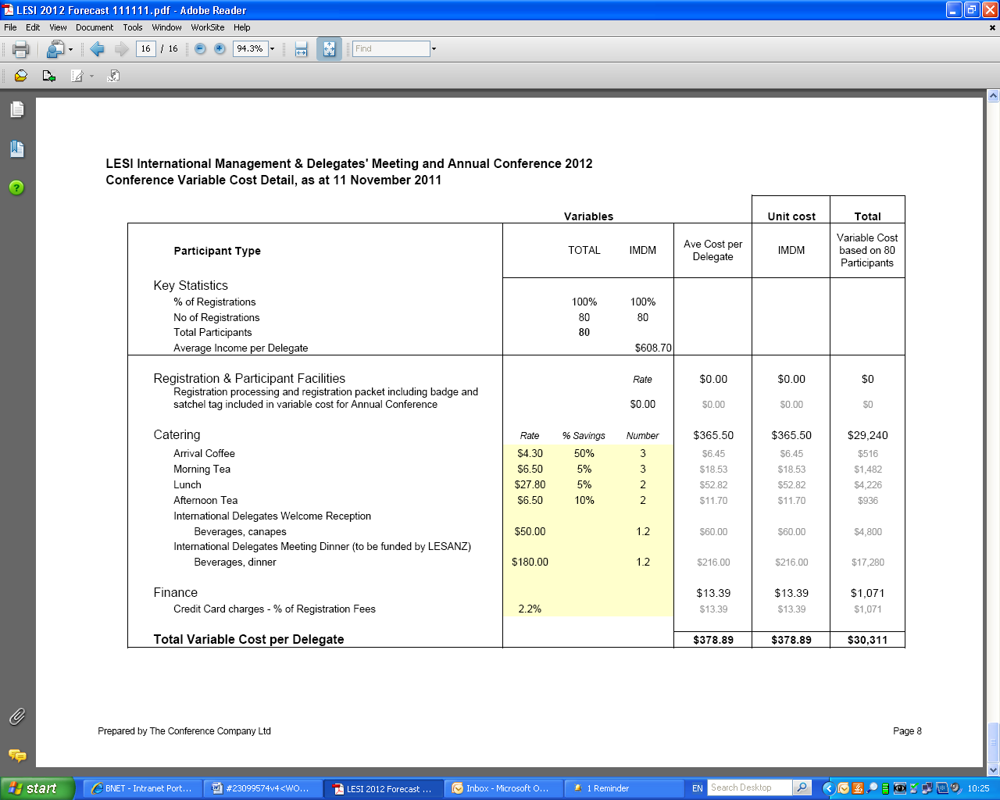 LESI 2012 Forecast 111111.pdf - Adobe Reader
File Edit View Document Tools Window WorkSite Help
16 / 16 94.3% Find
LESI International Management & Delegates' Meeting and Annual Conference 2012
Conference Variable Cost Detail, as at 11 November 2011
Variables Unit cost Total
Participant Type TOTAL IMDM Ave Cost per Delegate IMDM Variable Cost based on 80 Participants
Key Statistics
% of Registrations 100% 100%
No of Registrations 80 80
Total Participants 80
Average Income per Delegate $608.70
Registration & Participant Facilities Rate $0.00 $0.00 $0
Registration processing and registration packet including badge and
satchel tag included in variable cost for Annual Conference $0.00 $0.00 $0.00 $0
Catering Rate % Savings Number $365.50 $365.50 $29,240
Arrival Coffee $4.30 50% 3 $6.45 $6.45 $516
Morning Tea $6.50 5% 3 $18.53 $18.53 $1,482
Lunch $27.80 5% 2 $52.82 $52.82 $4,226
Afternoon Tea $6.50 10% 2 $11.70 $11.70 $936
International Delegates Welcome Reception
Beverages, canapes $50.00 1.2 $60.00 $60.00 $4,800
International Delegates Meeting Dinner (to be funded by LESANZ)
Beverages, dinner $180.00 1.2 $216.00 $216.00 $17,280
Finance $13.39 $13.39 $1,071
Credit Card charges - % of Registration Fees 2.2% $13.39 $13.39 $1,071
Total Variable Cost per Delegate $378.89 $378.89 $30,311
Prepared by The Conference Company Ltd Page 8
start BNET - Intranet Port... #23099574v4<WO... LESI 2012 Forecast ... Inbox - Microsoft O... 1 Reminder EN Search Desktop 10:25